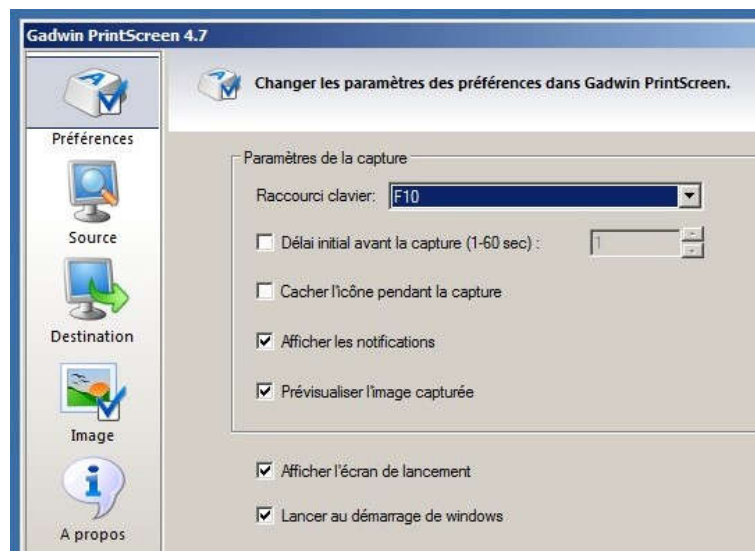 Gadwin PrintScreen 4.7
Changer les paramètres des préférences dans Gadwin PrintScreen.
Préférences
Source
Destination
Image
A propos
Paramètres de la capture
Raccourci clavier: F10
Délai initial avant la capture (1-60 sec) : 1
Cacher l'icône pendant la capture
Afficher les notifications
Prévisualiser l'image capturée
Afficher l'écran de lancement
Lancer au démarrage de windows